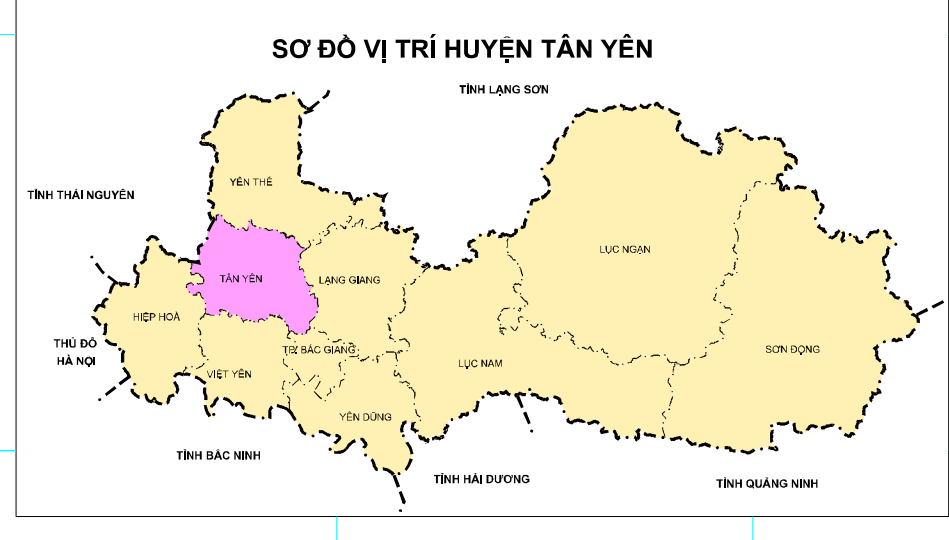 SƠ ĐỒ VỊ TRÍ HUYỆN TÂN YÊN
TỈNH LẠNG SƠN
YÊN THẾ
TỈNH THÁI NGUYÊN
LỤC NGẠN
TÂN YÊN
LẠNG GIANG
HIỆP HOÀ
THỦ ĐÔ
HÀ NỘI
TP. BẮC GIANG
SƠN ĐỘNG
LỤC NAM
VIỆT YÊN
YÊN DŨNG
TỈNH BẮC NINH
TỈNH HẢI DƯƠNG
TỈNH QUẢNG NINH